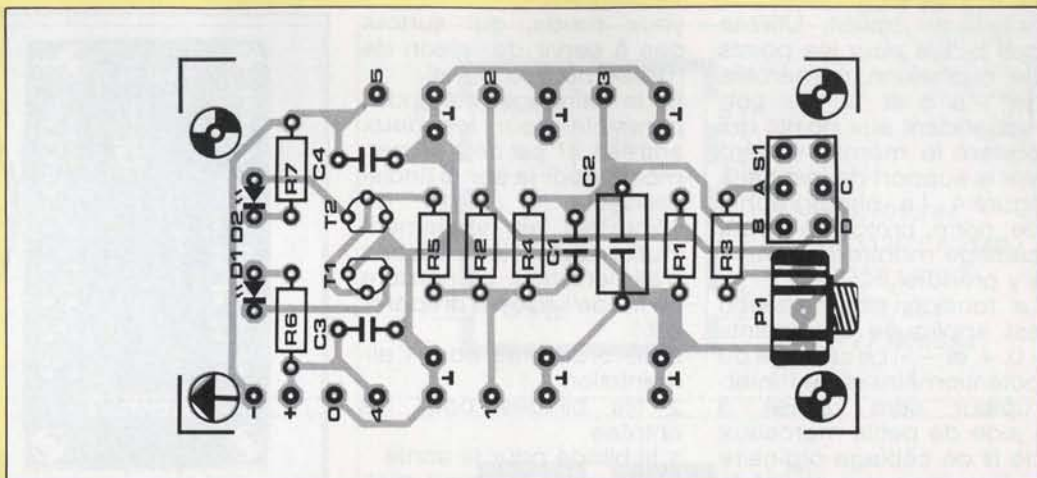 R7
C4
5
⊥
2
⊥
3
⊥
D2
T2
C2
S1
A
C
B
D
D1
T1
R5
R2
R4
C1
R1
R3
R6
C3
P1
-
+
0
4
⊥
1
⊥
⊥